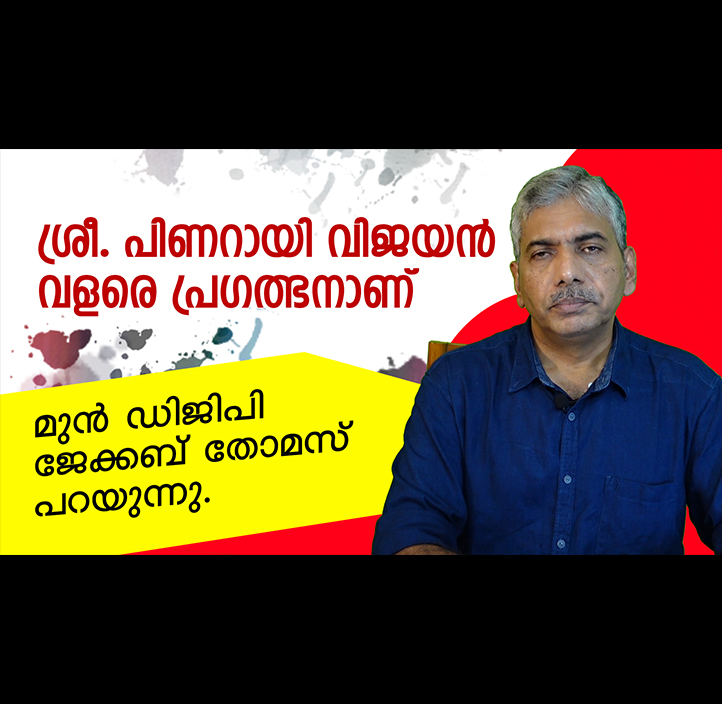 ശ്രീ. പിണറായി വിജയൻ
വളരെ പ്രഗത്ഭനാണ്
മുൻ ഡിജിപി
ജേക്കബ് തോമസ്
പറയുന്നു.